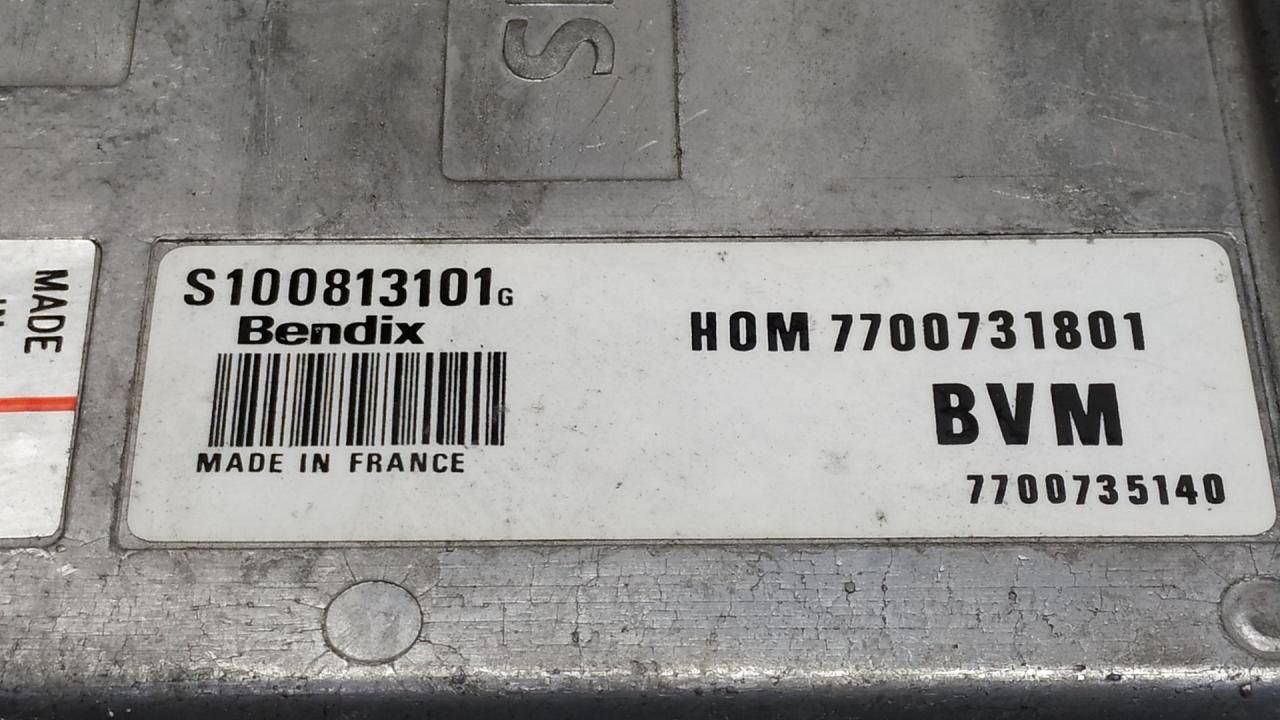 S100813101G
Bendix
MADE IN FRANCE
HOM 7700731801
BVM
7700735140
MADE